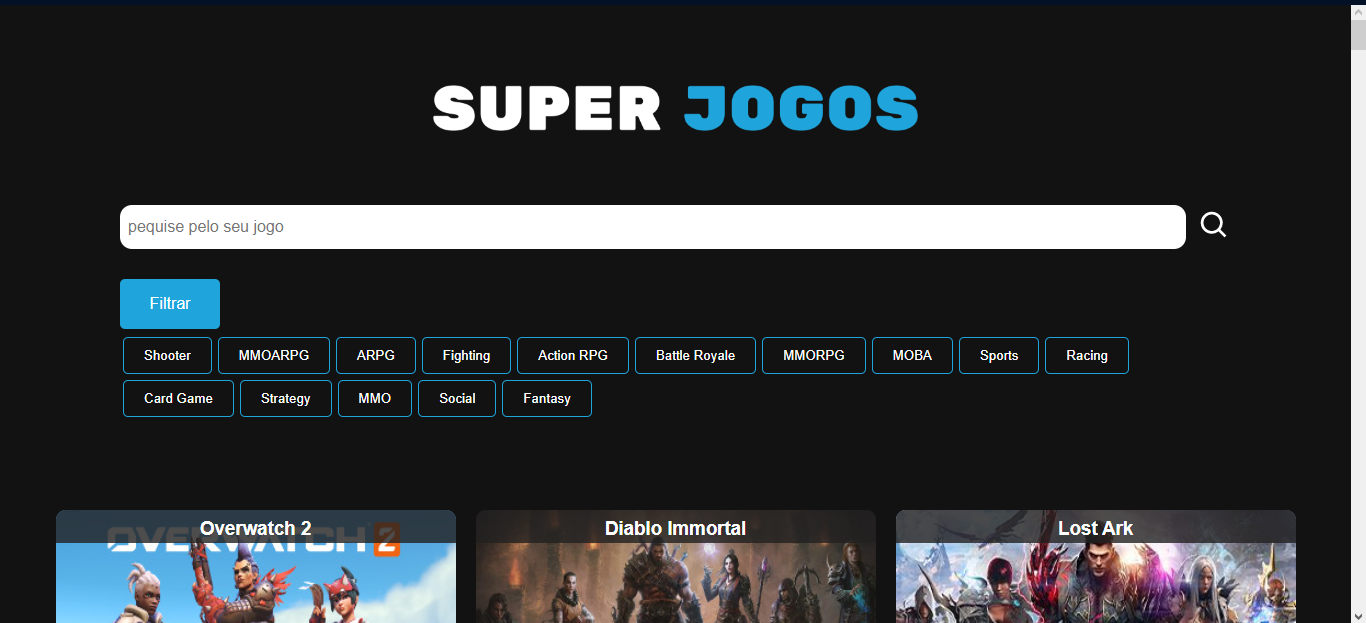 SUPER JOGOS
pequise pelo seu jogo
Filtrar
Shooter MMOARPG ARPG Fighting Action RPG Battle Royale MMORPG MOBA Sports Racing
Card Game Strategy MMO Social Fantasy
Overwatch 2 Diablo Immortal Lost Ark
OVERWATCH 2